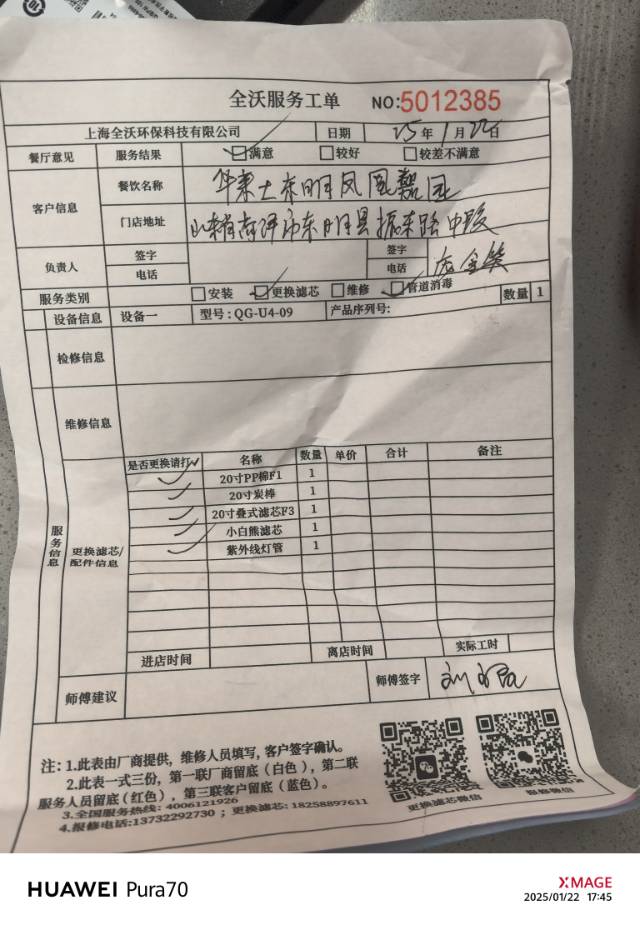 全沃服务工单 NO:5012385
上海全沃环保科技有限公司 日期 25年1月22日
餐厅意见 服务结果 满意 较好 较差不满意
客户信息 餐饮名称 华莱士东明凤凰
门店地址 山东省菏泽市东明县振东路中段
负责人 签字 签字
电话 电话
服务类别 安装 更换滤芯 维修 管道消毒 数量 1
设备信息 设备一 型号:QG-U4-09 产品序列号:
检修信息
维修信息
服务信息
更换滤芯/配件信息
是否更换请打✓ 名称 数量 单价 合计 备注
✓ 20寸PP棉F1 1
✓ 20寸炭棒 1
✓ 20寸叠式滤芯F3 1
✓ 小白熊滤芯 1
✓ 紫外线灯管 1
进店时间 离店时间 实际工时
师傅建议 师傅签字
注: 1.此表由厂商提供,维修人员填写,客户签字确认。
2.此表一式三份,第一联厂商留底(白色),第二联
服务人员留底(红色),第三联客户留底(蓝色)。
3.全国服务热线: 4006121926
4.报修电话:13732292730 ; 更换滤芯: 18258897611
更换滤芯微信
HUAWEI Pura70
XMAGE
2025/01/22 17:45